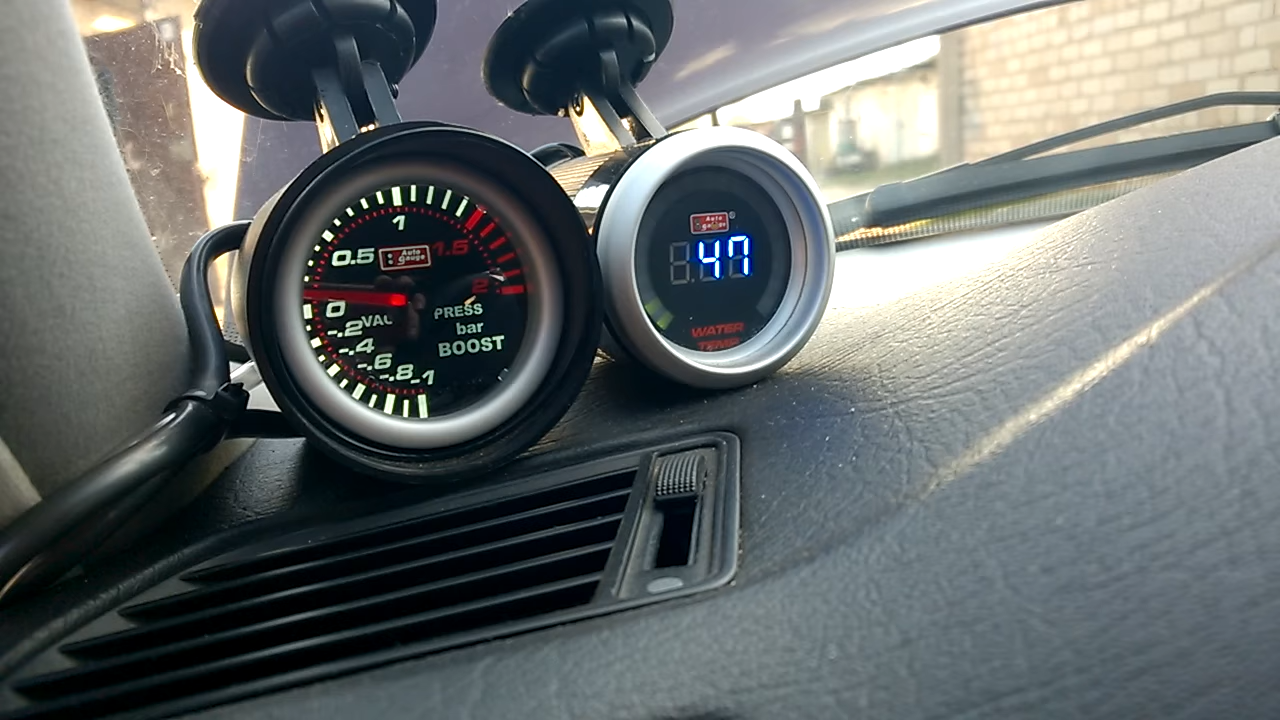 1
0.5
Auto
Gauge
1.5
2
0
VAC
-.2
-.4
-.6
-.8
-1
PRESS
bar
BOOST
Auto
gauge
47
WATER
TEMP